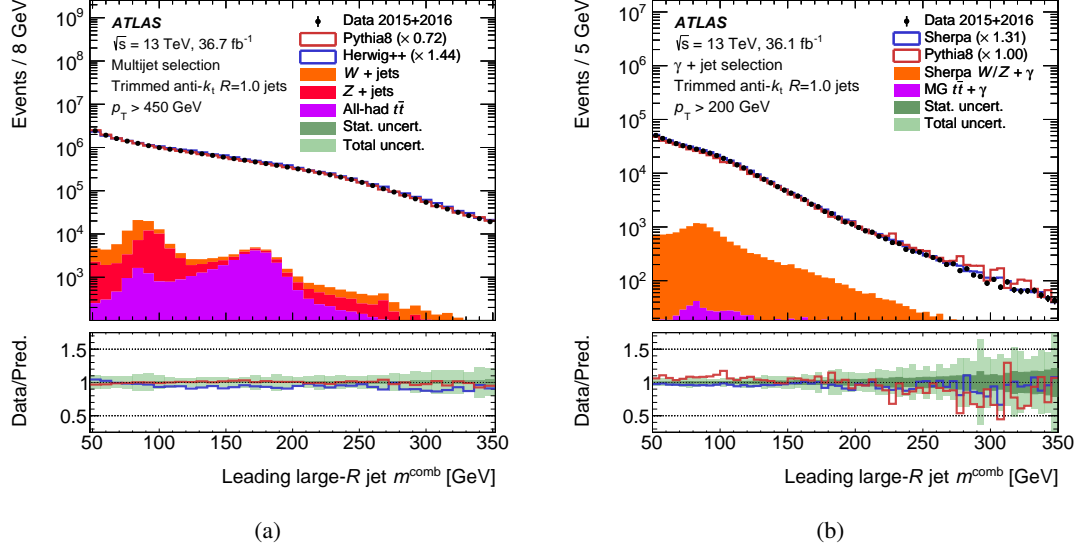 ATLAS
√s = 13 TeV, 36.7 fb⁻¹
Multijet selection
Trimmed anti-kₜ R=1.0 jets
p_T > 450 GeV
Data 2015+2016
Pythia8 (× 0.72)
Herwig++ (× 1.44)
W + jets
Z + jets
All-had tt̄
Stat. uncert.
Total uncert.
Events / 8 GeV
10⁹
10⁸
10⁷
10⁶
10⁵
10⁴
10³
Data/Pred.
1.5
1
0.5
50 100 150 200 250 300 350
Leading large-R jet m^comb [GeV]
(a)
ATLAS
√s = 13 TeV, 36.1 fb⁻¹
γ + jet selection
Trimmed anti-kₜ R=1.0 jets
p_T > 200 GeV
Data 2015+2016
Sherpa (× 1.31)
Pythia8 (× 1.00)
Sherpa W/Z + γ
MG tt̄ + γ
Stat. uncert.
Total uncert.
Events / 5 GeV
10⁷
10⁶
10⁵
10⁴
10³
10²
Data/Pred.
1.5
1
0.5
50 100 150 200 250 300 350
Leading large-R jet m^comb [GeV]
(b)